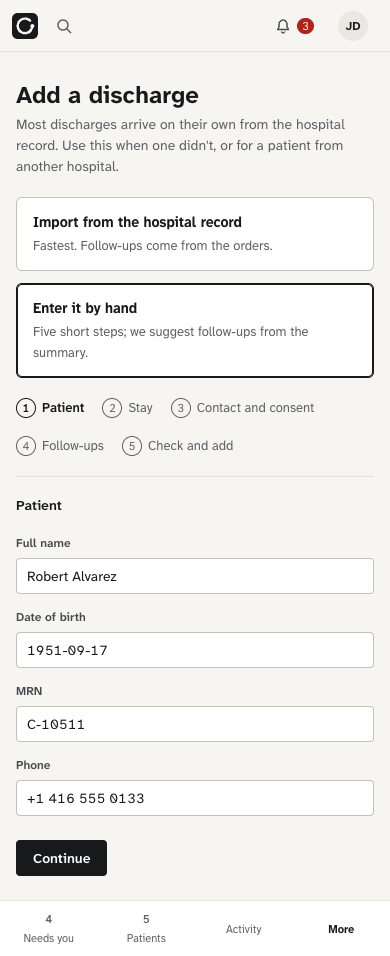 3
JD
Add a discharge
Most discharges arrive on their own from the hospital
record. Use this when one didn't, or for a patient from
another hospital.
Import from the hospital record
Fastest. Follow-ups come from the orders.
Enter it by hand
Five short steps; we suggest follow-ups from the
summary.
1 Patient 2 Stay 3 Contact and consent
4 Follow-ups 5 Check and add
Patient
Full name
Robert Alvarez
Date of birth
1951-09-17
MRN
C-10511
Phone
+1 416 555 0133
Continue
4 5
Needs you Patients Activity More